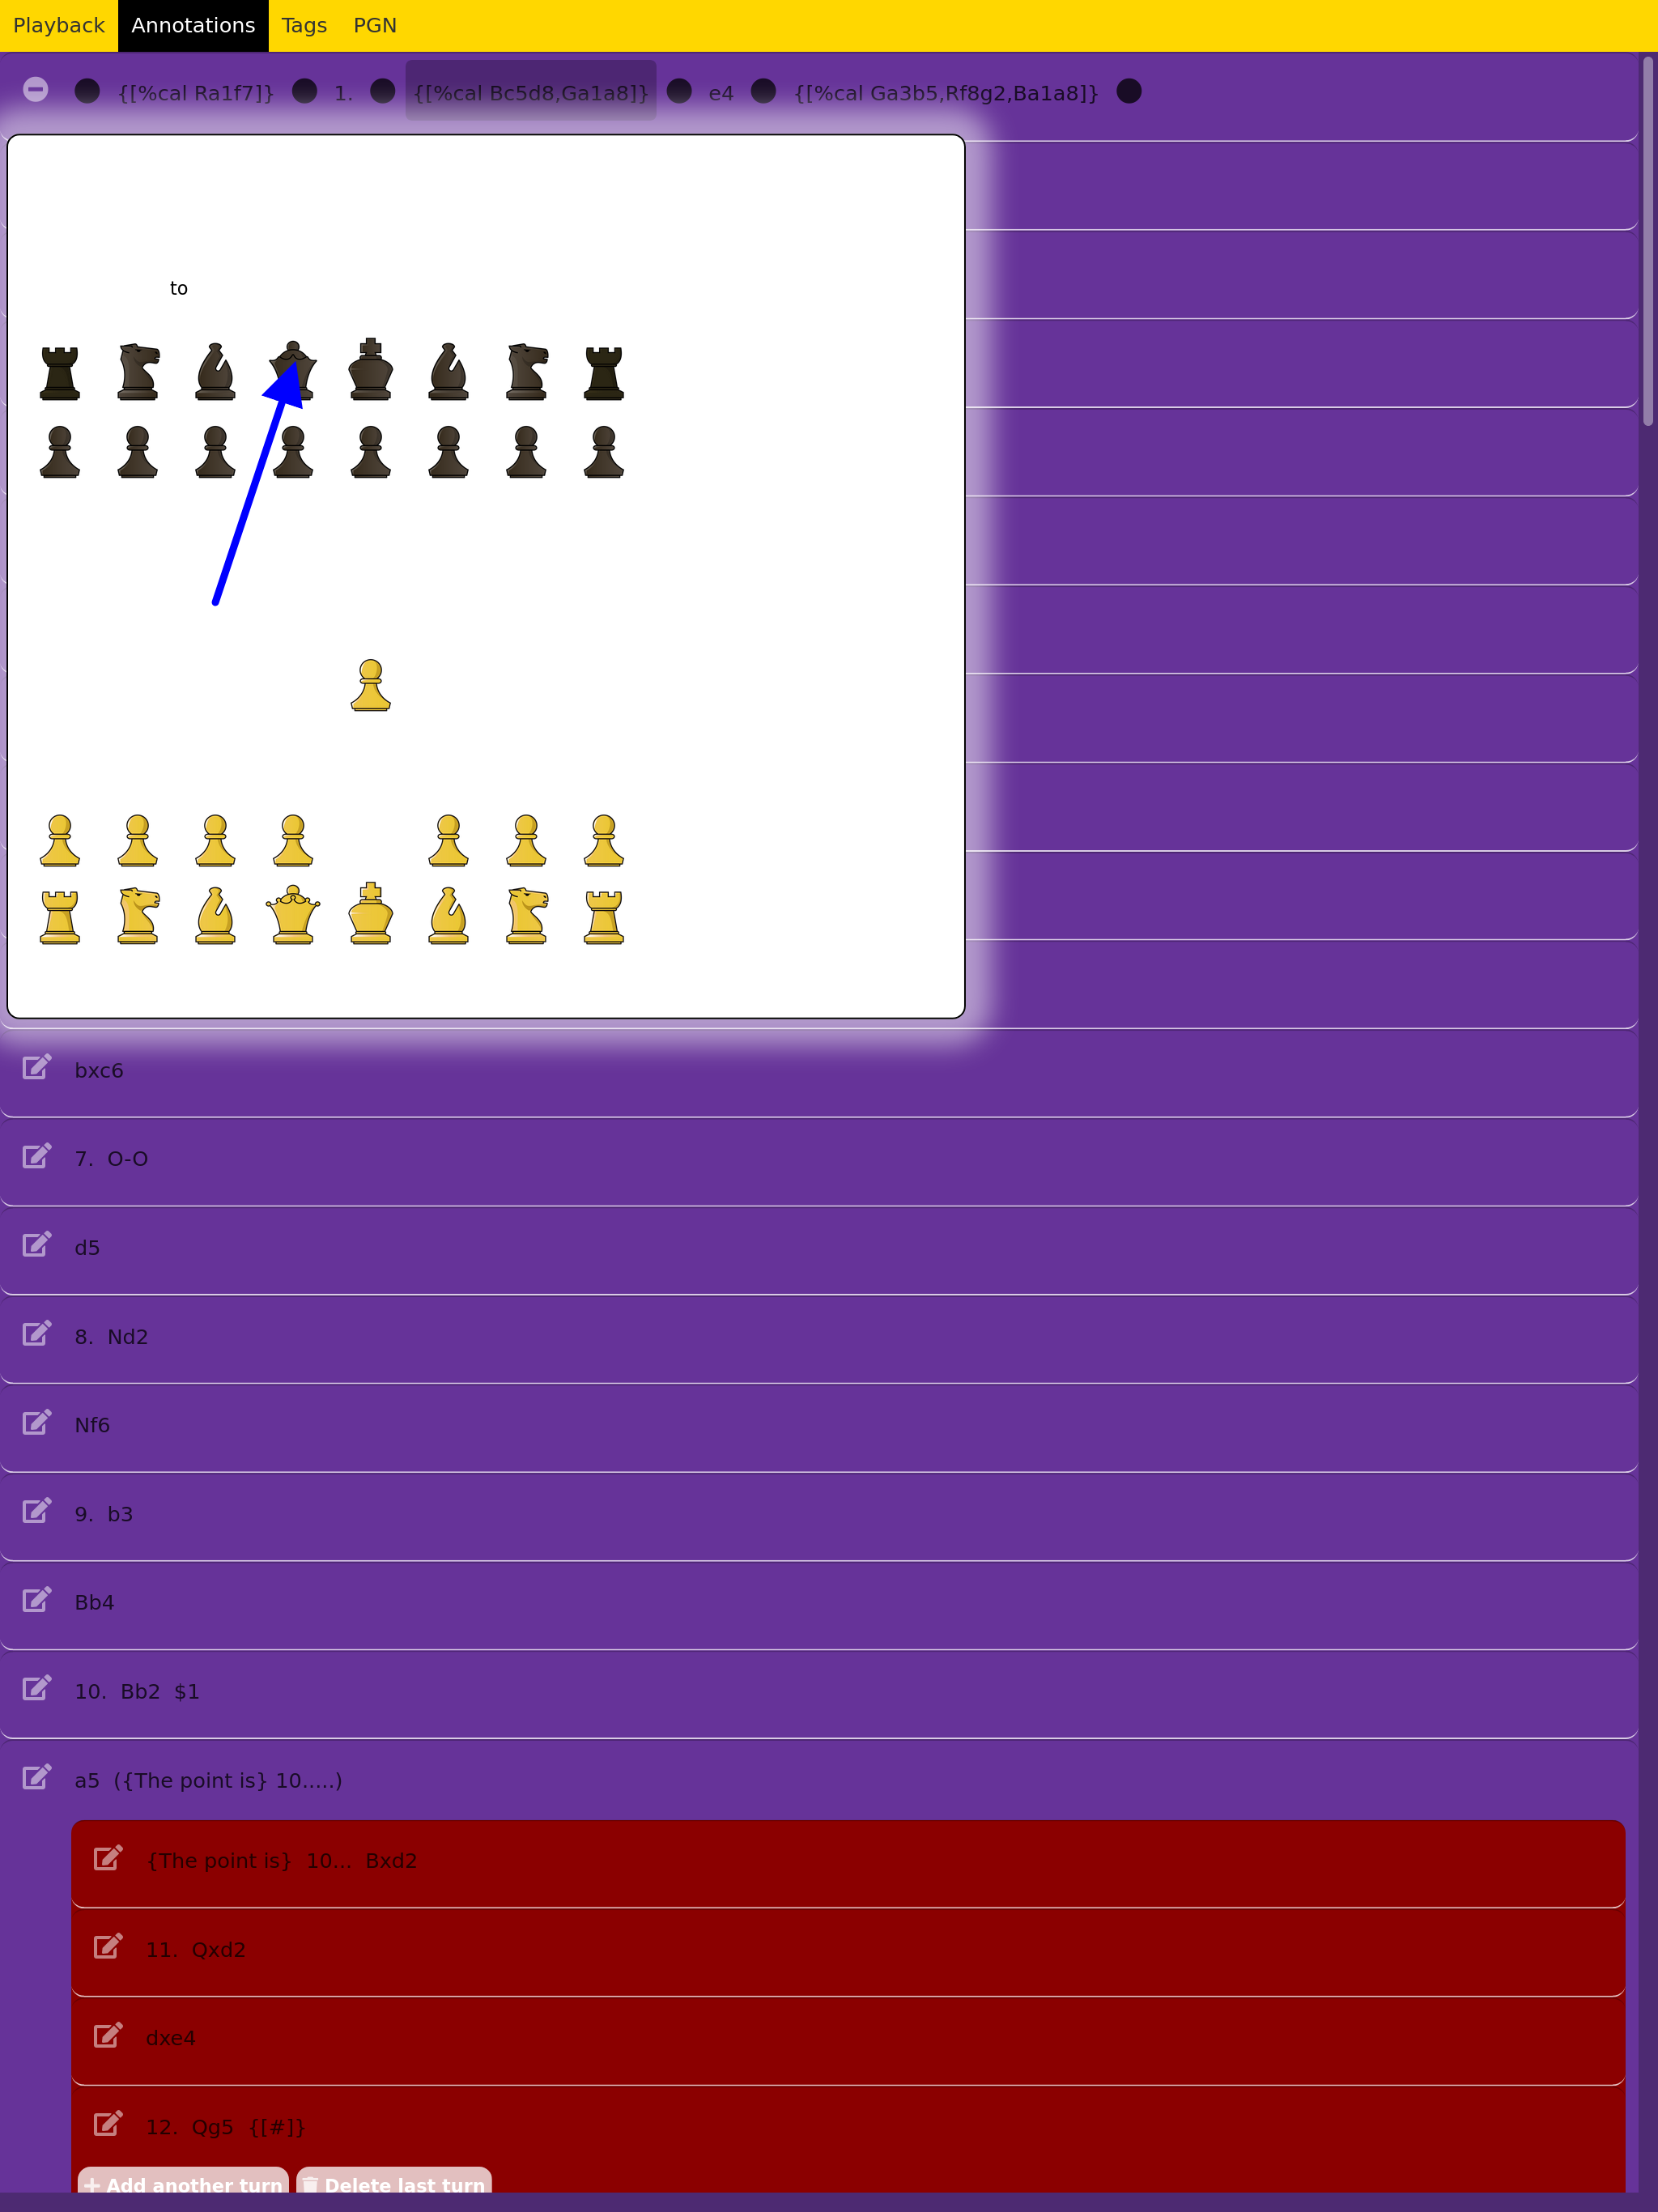 Playback Annotations Tags PGN
{[%cal Ra1f7]} 1. {[%cal Bc5d8,Ga1a8]} e4 {[%cal Ga3b5,Rf8g2,Ba1a8]}
to
bxc6
7. O-O
d5
8. Nd2
Nf6
9. b3
Bb4
10. Bb2 $1
a5 ({The point is} 10.....)
{The point is} 10... Bxd2
11. Qxd2
dxe4
12. Qg5 {[#]}
Add another turn Delete last turn